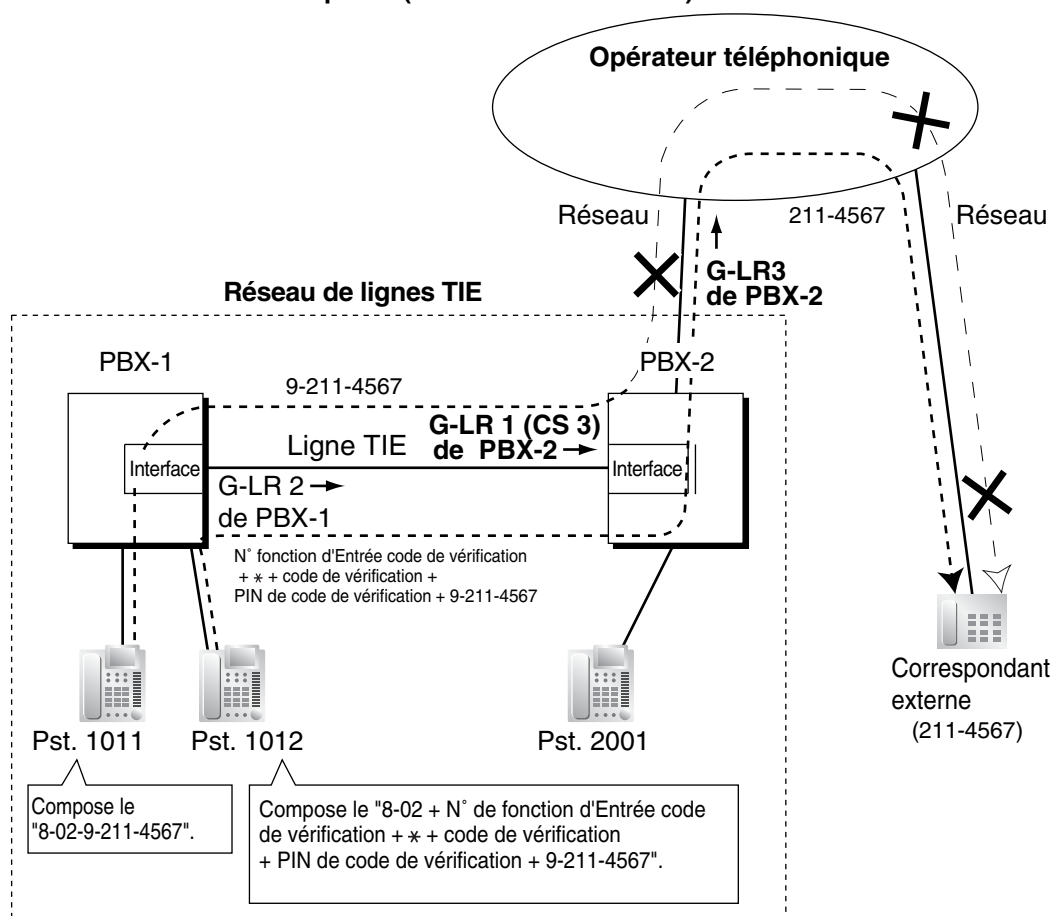 Opérateur téléphonique
Réseau
211-4567
Réseau
G-LR3
de PBX-2
Réseau de lignes TIE
PBX-1
PBX-2
9-211-4567
G-LR 1 (CS 3)
de PBX-2
Ligne TIE
Interface
Interface
G-LR 2
de PBX-1
N° fonction d'Entrée code de vérification
+ * + code de vérification +
PIN de code de vérification + 9-211-4567
Pst. 1011
Pst. 1012
Pst. 2001
Correspondant
externe
(211-4567)
Compose le
"8-02-9-211-4567".
Compose le "8-02 + N° de fonction d'Entrée code
de vérification + * + code de vérification
+ PIN de code de vérification + 9-211-4567".